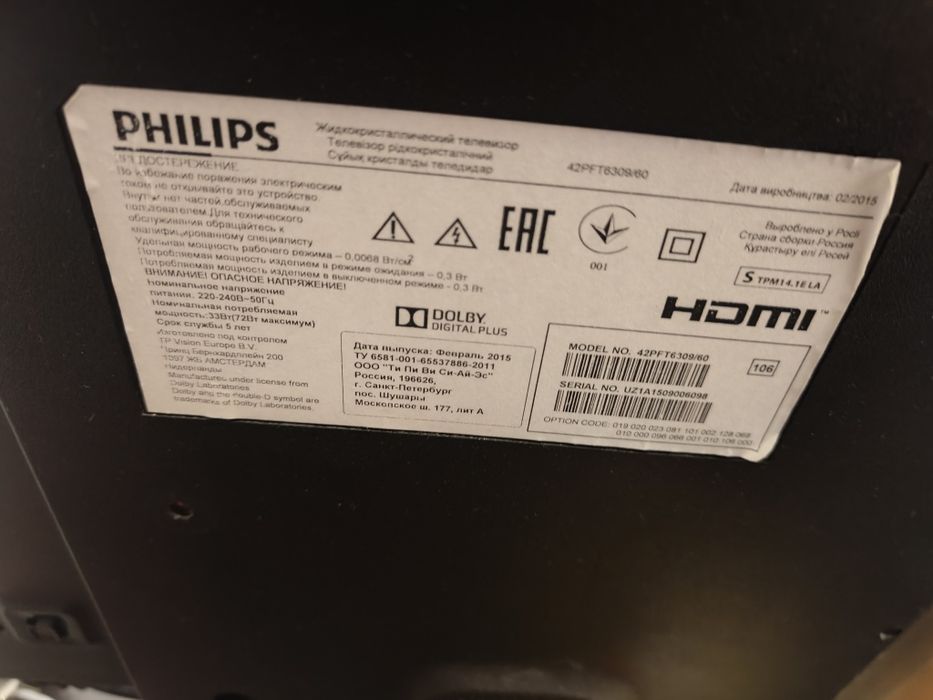 PHILIPS
Жидкокристаллический телевизор
Телевізор рідкокристалічний
Сұйық кристалды теледидар
42PFT6309/60
Дата виробництва: 02/2015
ПРЕДОСТЕРЕЖЕНИЕ
Во избежание поражения электрическим
током не открывайте это устройство.
Внутри нет частей,обслуживаемых
пользователем.Для технического
обслуживания обращайтесь к
квалифицированному специалисту
Удельная мощность рабочего режима – 0,0068 Вт/см²
Потребляемая мощность изделием в режиме ожидания – 0,3 Вт
Потребляемая мощность изделием в выключенном режиме - 0,3 Вт
ВНИМАНИЕ! ОПАСНОЕ НАПРЯЖЕНИЕ!
Номинальное напряжение
питании. 220-240В~50Гц
Номинальная потребляемая
мощность:33Вт(72Вт максимум)
Срок службы 5 лет
Изготовлено под контролем
TP Vision Europe B.V.
Принц Бернхардплейн 200
1097 ЖБ АМСТЕРДАМ
Нидерланды
Manufactured under license from
Dolby Laboratories
Dolby and the double-D symbol are
trademarks of Dolby Laboratories.
EAC
001
Вырoблено у Росії
Страна сборки Россия
Құрастыру елі Ресей
S TPM14.1E LA
HDMI™
DOLBY
DIGITAL PLUS
Дата выпуска: Февраль 2015
ТУ 6581-001-65537886-2011
ООО "Ти Пи Ви Си-Ай-Эс"
Россия, 196626,
г. Санкт-Петербург
пос. Шушары
Московское ш. 177, лит А
MODEL NO. 42PFT6309/60
106
SERIAL NO. UZ1A1509006098
OPTION CODE: 019 020 023 081 101 002 128 068
010 000 096 066 001 010 106 000